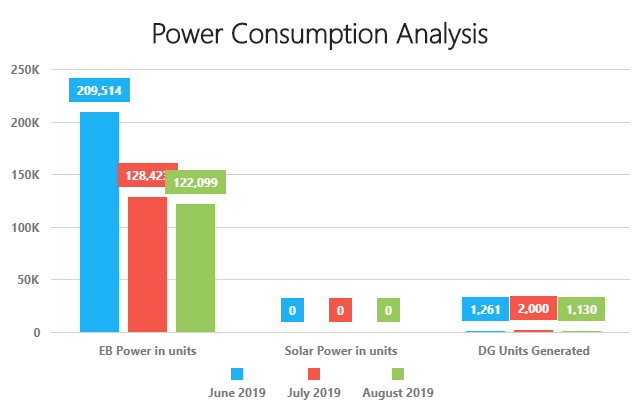 Power Consumption Analysis
250K
209,514
200K
150K
122,099
100K
50K
0 0 0
1,261 2,000 1,130
0
EB Power in units Solar Power in units DG Units Generated
June 2019 July 2019 August 2019